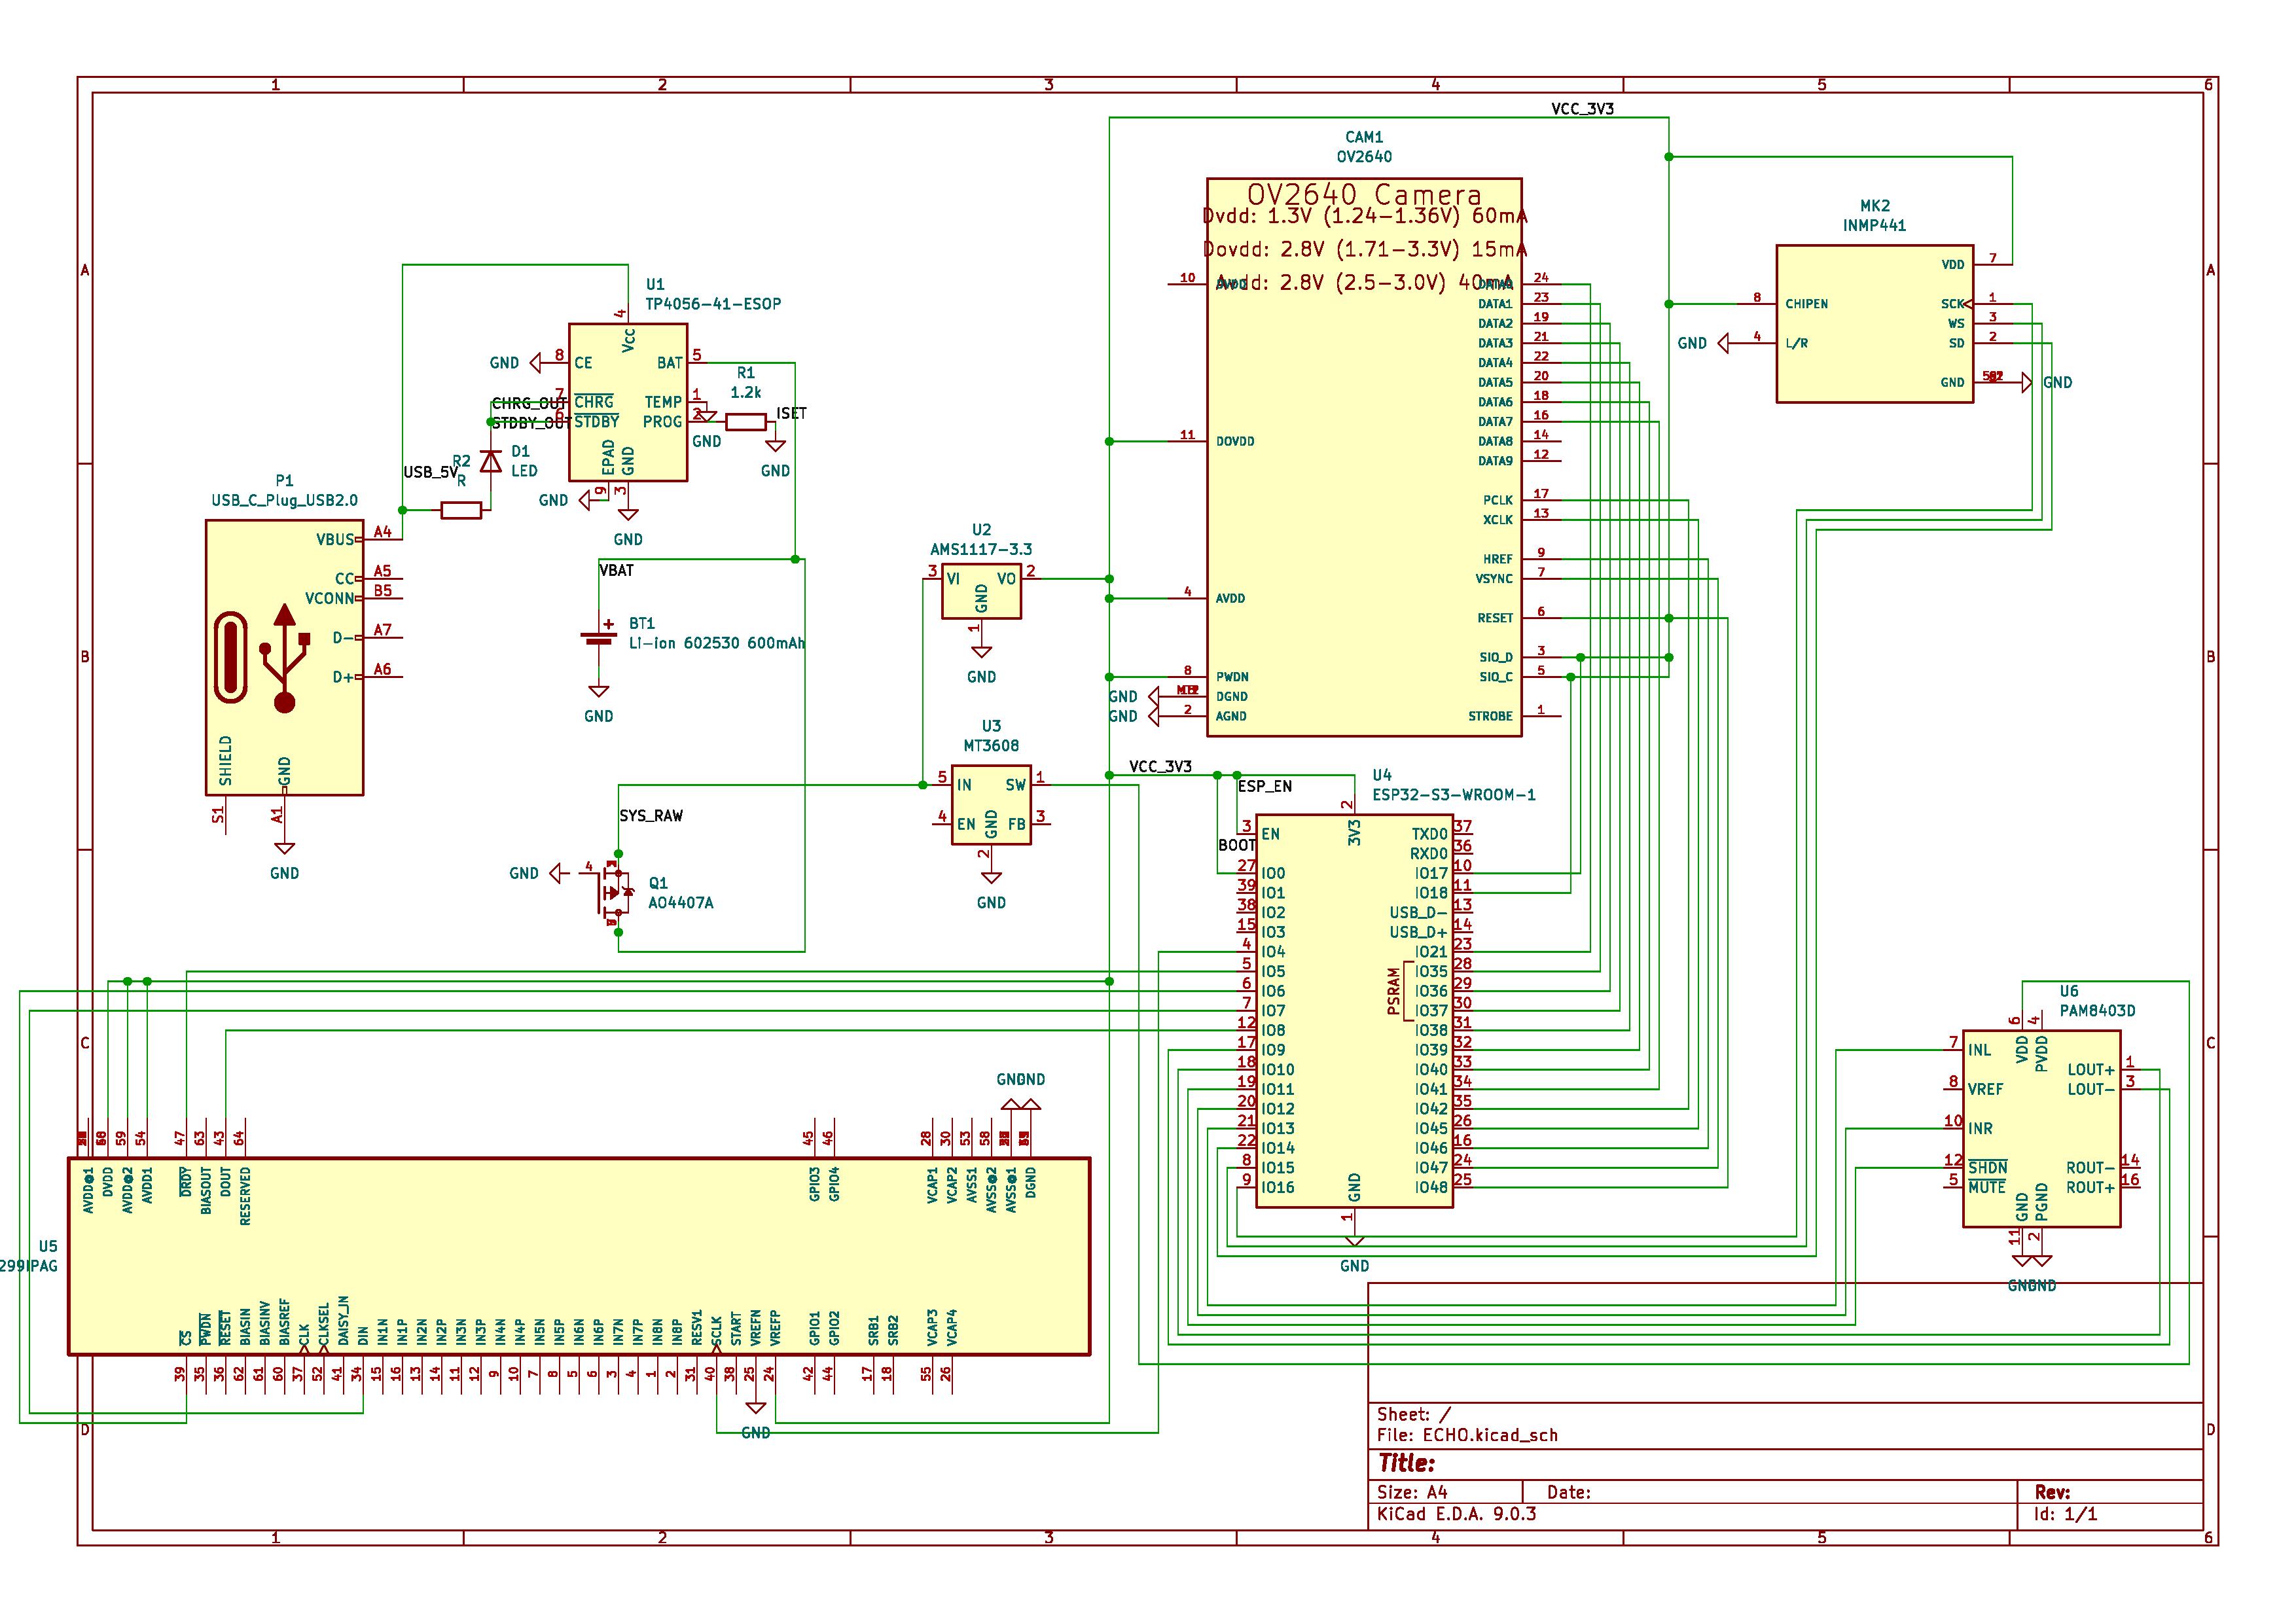 1 2 3 4 5 6
A
B
C
D
VCC_3V3
CAM1
OV2640
OV2640 Camera
Dvdd: 1.3V (1.24-1.36V) 60mA
Dovdd: 2.8V (1.71-3.3V) 15mA
Avdd: 2.8V (2.5-3.0V) 40mA
10
11 DOVDD
4 AVDD
8 PWDN
GND DGND
GND 2 AGND
24
DATA1 23
DATA2 19
DATA3 21
DATA4 22
DATA5 20
DATA6 18
DATA7 16
DATA8 14
DATA9 12
PCLK 17
XCLK 13
HREF 9
VSYNC 7
RESET 6
SIO_D 3
SIO_C 5
STROBE 1
MK2
INMP441
VDD 7
8 CHIPEN
SCK 1
WS 3
GND 4 L/R
SD 2
GND GND
U1
TP4056-41-ESOP
4
Vcc
GND 8 CE
BAT 5
7 CHRG
TEMP 1
6 STDBY
PROG 2
CHRG_OUT
STDBY_OUT
EPAD
GND
9
3
GND
GND
GND
R1
1.2k
ISET
GND
D1
LED
R2
R
USB_5V
P1
USB_C_Plug_USB2.0
VBUS A4
CC A5
VCONN B5
D- A7
D+ A6
SHIELD
GND
S1
A1
GND
VBAT
BT1
Li-ion 602530 600mAh
GND
U2
AMS1117-3.3
3 VI VO 2
GND
1
GND
U3
MT3608
5 IN SW 1
4 EN FB 3
GND
2
GND
SYS_RAW
GND 4
Q1
AO4407A
VCC_3V3
ESP_EN
BOOT
U4
ESP32-S3-WROOM-1
2
3V3
3 EN
27 IO0
39 IO1
38 IO2
15 IO3
4 IO4
5 IO5
6 IO6
7 IO7
12 IO8
17 IO9
18 IO10
19 IO11
20 IO12
21 IO13
22 IO14
8 IO15
9 IO16
TXD0 37
RXD0 36
IO17 10
IO18 11
USB_D- 13
USB_D+ 14
IO21 23
IO35 28
IO36 29
IO37 30
IO38 31
IO39 32
IO40 33
IO41 34
IO42 35
IO45 26
IO46 16
IO47 24
IO48 25
PSRAM
GND
1
GND
U6
PAM8403D
6 4
VDD PVDD
7 INL
8 VREF
10 INR
12 SHDN
5 MUTE
LOUT+ 1
LOUT- 3
ROUT- 14
ROUT+ 16
GND PGND
11 2
GND GND
U5
299IPAG
GND GND
59 54 47 63 43 64 45 46 28 30 53 58
AVDD@1 DVDD AVDD@2 AVDD1 DRDY BIASOUT DOUT RESERVED GPIO3 GPIO4 VCAP1 VCAP2 AVSS1 AVSS@2 AVSS@1 DGND
CS PWDN RESET BIASIN BIASINV BIASREF CLK CLKSEL DAISY_IN DIN IN1N IN1P IN2N IN2P IN3N IN3P IN4N IN4P IN5N IN5P IN6N IN6P IN7N IN7P IN8N IN8P RESV1 SCLK START VREFN VREFP GPIO1 GPIO2 SRB1 SRB2 VCAP3 VCAP4
39 35 36 62 61 60 37 52 41 34 15 16 13 14 11 12 9 10 7 8 5 6 3 4 1 2 31 40 38 25 24 42 44 17 18 55 26
GND
Sheet: /
File: ECHO.kicad_sch
Title:
Size: A4 Date: Rev:
KiCad E.D.A. 9.0.3 Id: 1/1
A
B
C
D
1 2 3 4 5 6